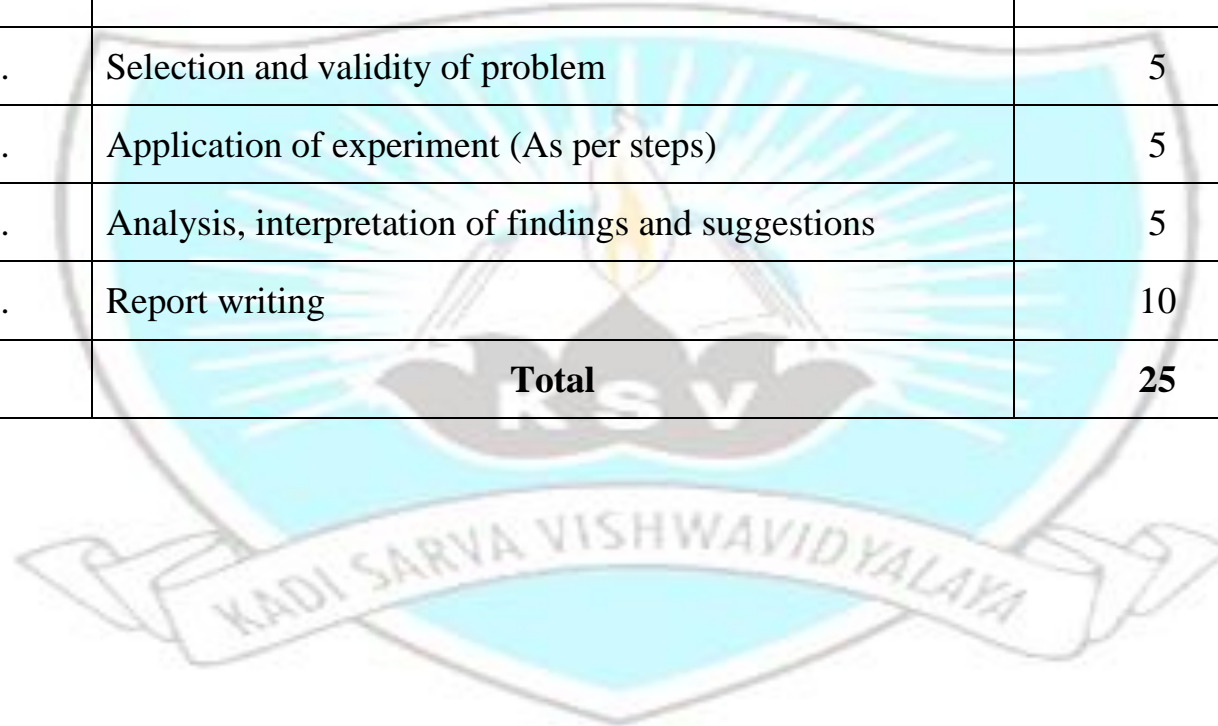 . Selection and validity of problem 5
. Application of experiment (As per steps) 5
. Analysis, interpretation of findings and suggestions 5
. Report writing 10
Total 25
KSV
KADI SARVA VISHWAVIDYALAYA